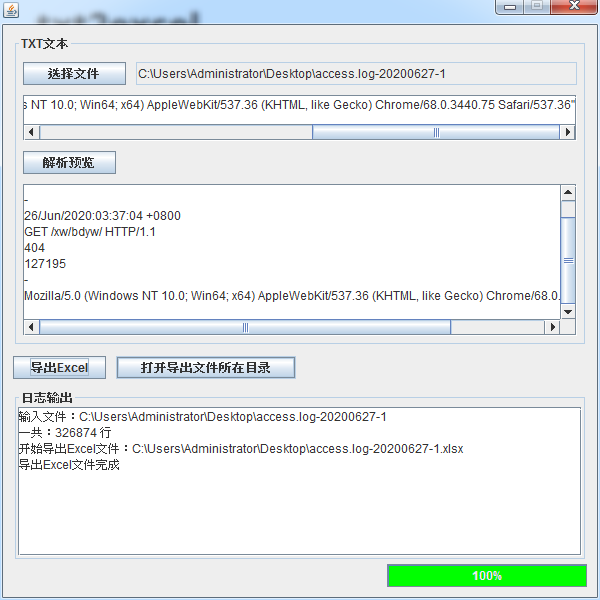 TXT文本
选择文件
C:\Users\Administrator\Desktop\access.log-20200627-1
s NT 10.0; Win64; x64) AppleWebKit/537.36 (KHTML, like Gecko) Chrome/68.0.3440.75 Safari/537.36"
解析预览
-
26/Jun/2020:03:37:04 +0800
GET /xw/bdyw/ HTTP/1.1
404
127195
-
Mozilla/5.0 (Windows NT 10.0; Win64; x64) AppleWebKit/537.36 (KHTML, like Gecko) Chrome/68.0.
导出Excel
打开导出文件所在目录
日志输出
输入文件：C:\Users\Administrator\Desktop\access.log-20200627-1
一共：326874 行
开始导出Excel文件：C:\Users\Administrator\Desktop\access.log-20200627-1.xlsx
导出Excel文件完成
100%